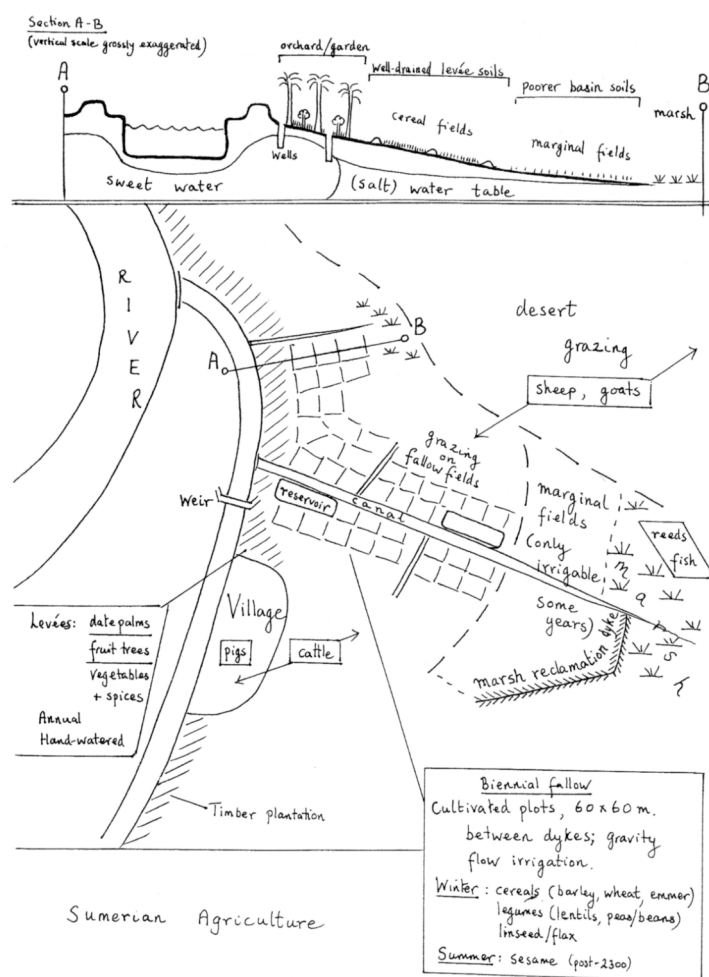 Section A-B
(vertical scale grossly exaggerated)
A
orchard/garden
well-drained levée soils
poorer basin soils
B
marsh
cereal fields
marginal fields
wells
sweet water
(salt) water table
RIVER
desert
grazing
sheep, goats
A
B
grazing
on
fallow fields
reservoir
canal
Weir
marginal
fields
(only
irrigable
some
years)
reeds
fish
marsh
marsh reclamation dyke
Village
pigs
cattle
Levées: date palms
fruit trees
vegetables
+ spices
Annual
Hand-watered
Timber plantation
Biennial fallow
Cultivated plots, 60 x 60 m.
between dykes; gravity
flow irrigation.
Winter: cereals (barley, wheat, emmer)
legumes (lentils, peas/beans)
linseed/flax
Summer: sesame (post-2300)
Sumerian Agriculture